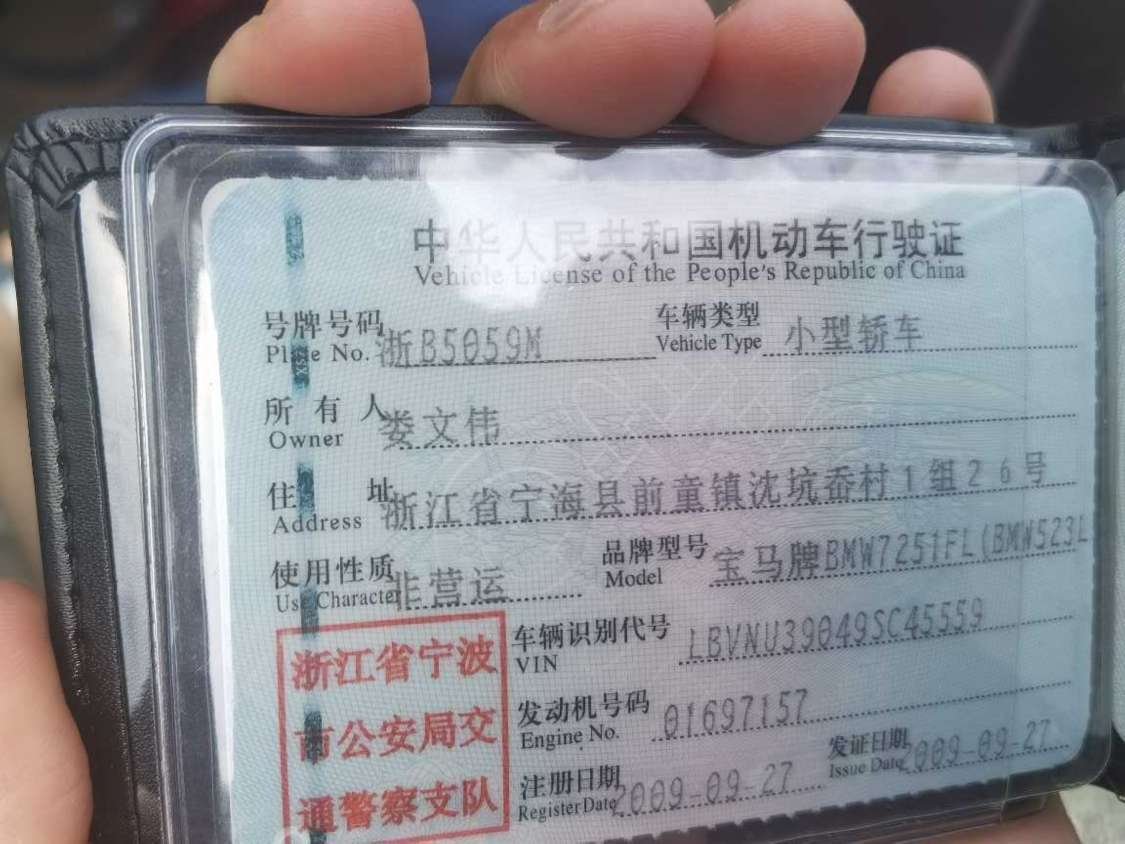 中华人民共和国机动车行驶证
Vehicle License of the People's Republic of China
号牌号码 浙B5059M 车辆类型 小型轿车
Plate No. Vehicle Type
所有人 娄文伟
Owner
住址 浙江省宁海县前童镇沈坑岙村1组26号
Address
使用性质 非营运 品牌型号 宝马牌BMW7251FL(BMW523L
Use Character Model
浙江省宁波
市公安局交
通警察支队
车辆识别代号 LBVNU39049SC45559
VIN
发动机号码 01697157
Engine No.
注册日期 2009-09-27 发证日期 2009-09-27
Register Date Issue Date